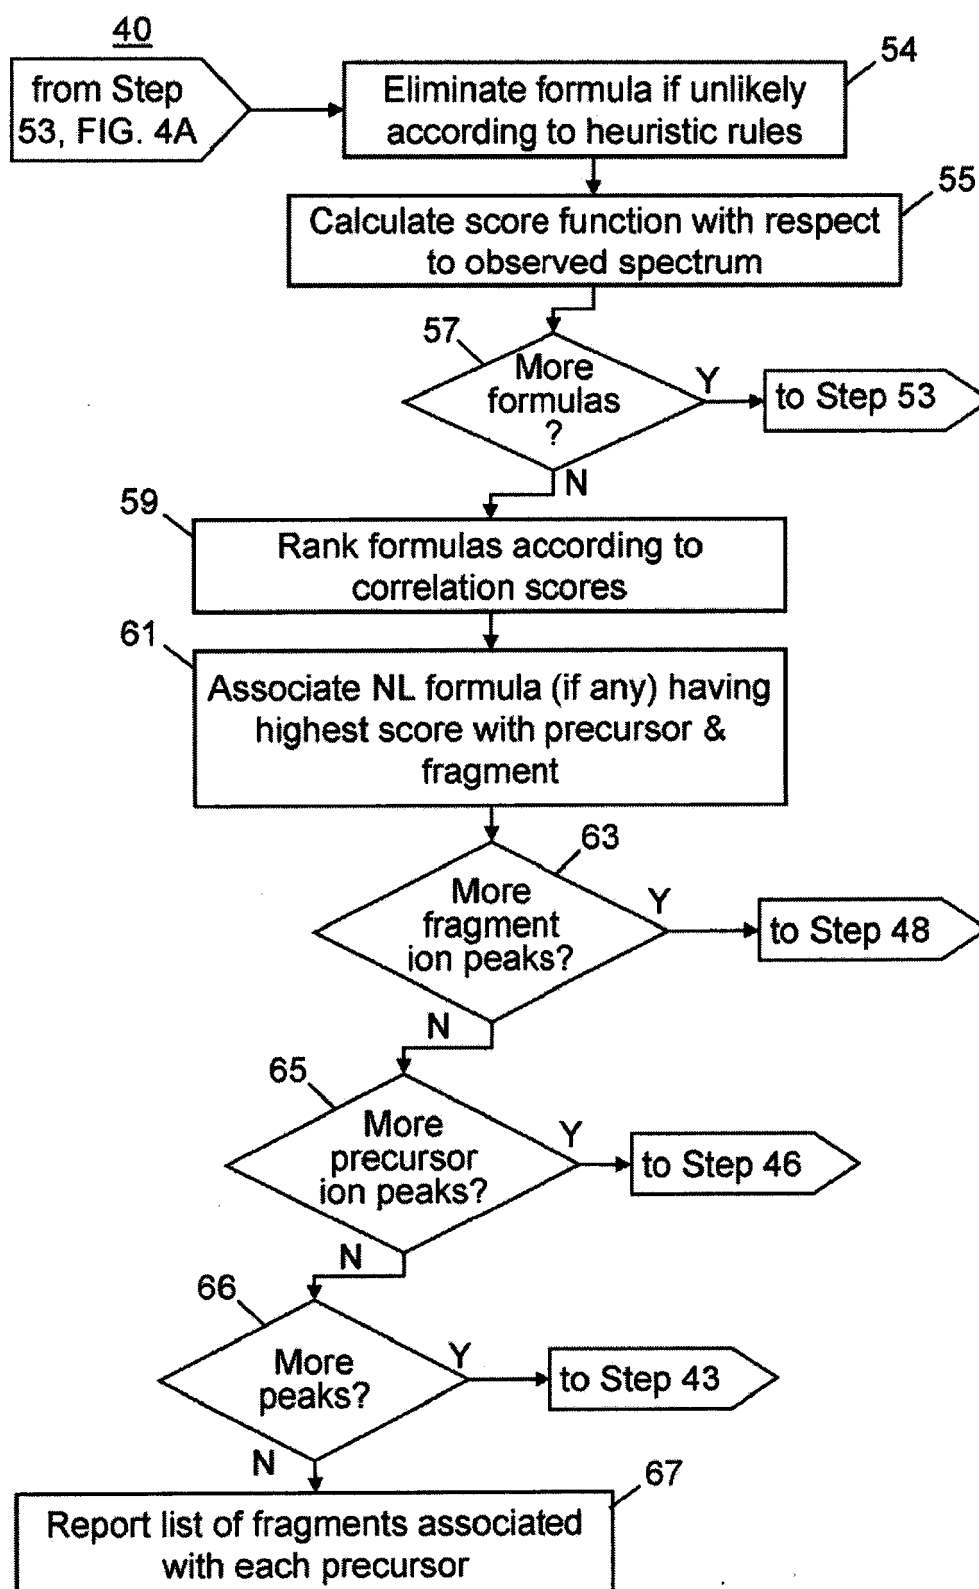 40
from Step
53, FIG. 4A
54
Eliminate formula if unlikely
according to heuristic rules
55
Calculate score function with respect
to observed spectrum
57
More
formulas
?
Y
to Step 53
N
59
Rank formulas according to
correlation scores
61
Associate NL formula (if any) having
highest score with precursor &
fragment
63
More
fragment
ion peaks?
Y
to Step 48
N
65
More
precursor
ion peaks?
Y
to Step 46
N
66
More
peaks?
Y
to Step 43
N
67
Report list of fragments associated
with each precursor